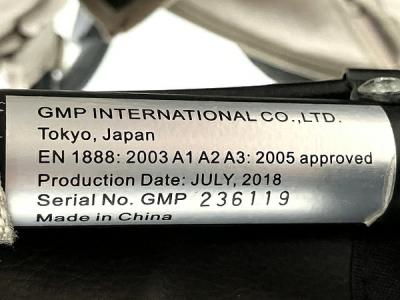 GMP INTERNATIONAL CO.,LTD.
Tokyo, Japan
EN 1888: 2003 A1 A2 A3: 2005 approved
Production Date: JULY, 2018
Serial No. GMP 236119
Made in China